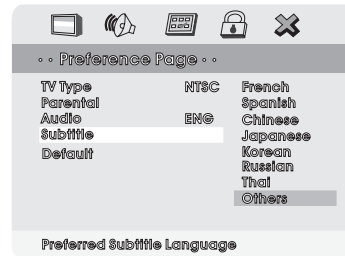 ·· Preference Page ··
TV Type NTSC French
Parental Spanish
Audio ENG Chinese
Subtitle Japanese
Default Korean
Russian
Thai
Others
Preferred Subtitle Language